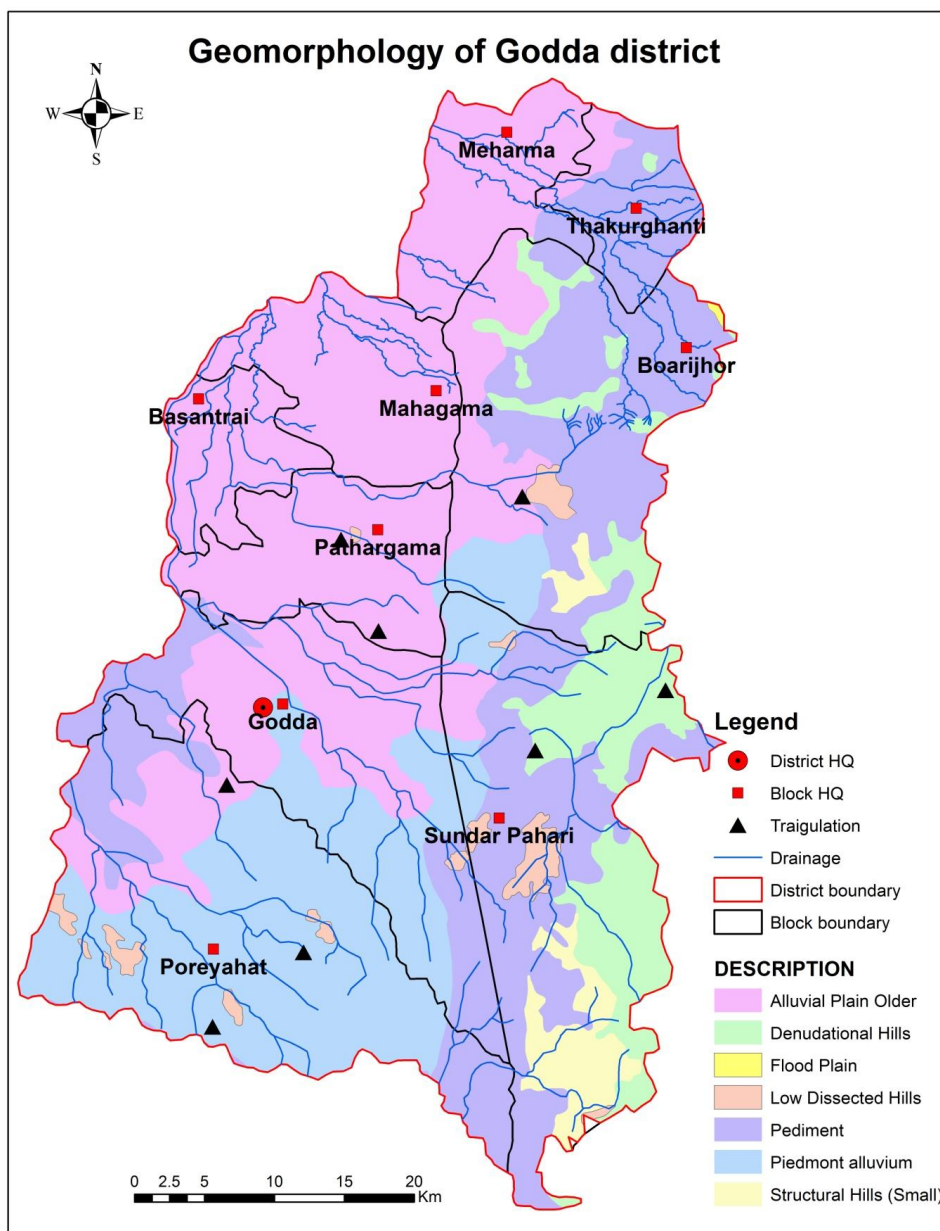 Geomorphology of Godda district
N
W E
S
Meharma
Thakurghanti
Boarijhor
Mahagama
Basantrai
Pathargama
Godda
Sundar Pahari
Poreyahat
Legend
District HQ
Block HQ
Traigulation
Drainage
District boundary
Block boundary
DESCRIPTION
Alluvial Plain Older
Denudational Hills
Flood Plain
Low Dissected Hills
Pediment
Piedmont alluvium
Structural Hills (Small)
0 2.5 5 10 15 20
Km